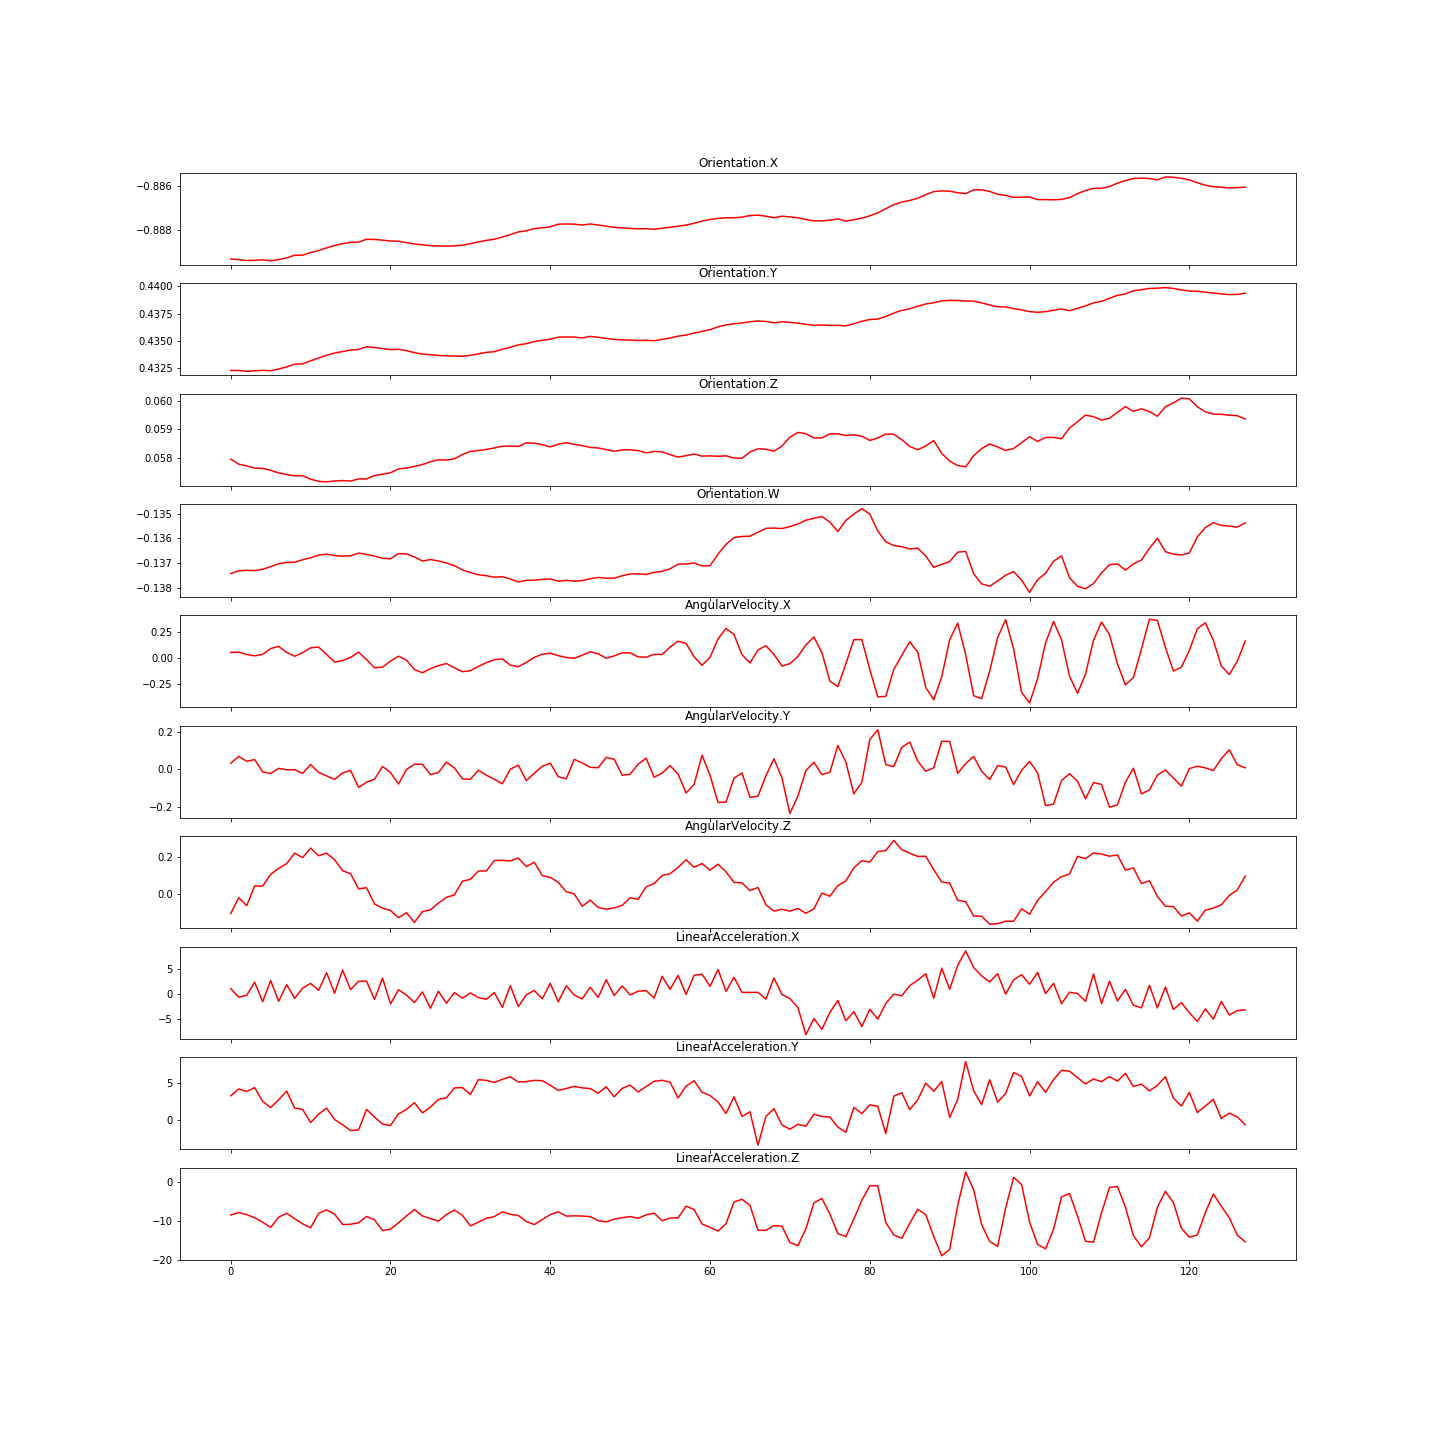 Orientation.X
−0.886
−0.888
Orientation.Y
0.4400
0.4375
0.4350
0.4325
Orientation.Z
0.060
0.059
0.058
Orientation.W
−0.135
−0.136
−0.137
−0.138
AngularVelocity.X
0.25
0.00
−0.25
AngularVelocity.Y
0.2
0.0
−0.2
AngularVelocity.Z
0.2
0.0
LinearAcceleration.X
5
0
−5
LinearAcceleration.Y
5
0
LinearAcceleration.Z
0
−10
−20
0 20 40 60 80 100 120